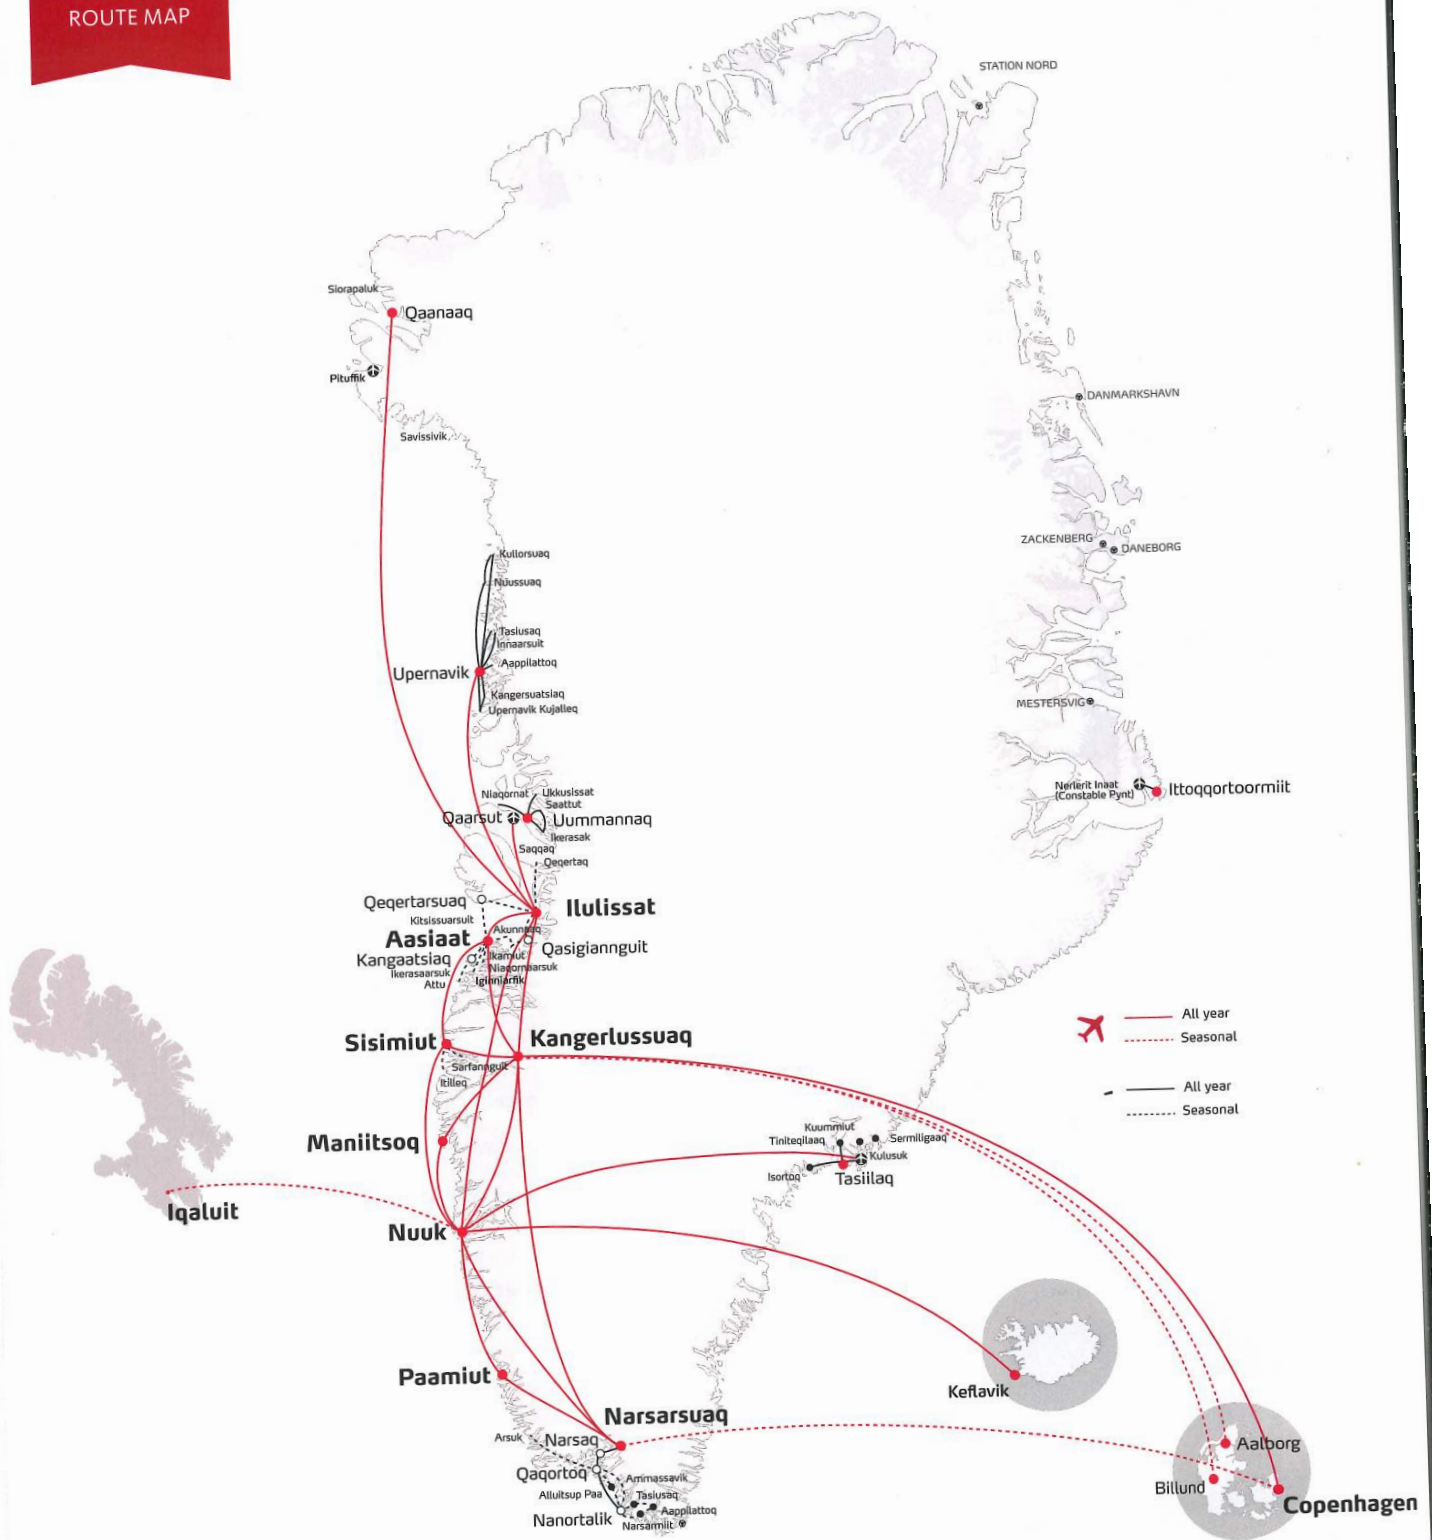 ROUTE MAP
STATION NORD
Siorapaluk
Qaanaaq
Pituffik
DANMARKSHAVN
Savissivik
ZACKENBERG
DANEBORG
Kullorsuaq
Nuussuaq
Tasiusaq
Innaarsuit
Aappilattoq
Upernavik
Kangersuatsiaq
Upernavik Kujalleq
MESTERSVIG
Nerlerit Inaat
(Constable Pynt)
Ittoqqortoormiit
Niaqornat
Ukkusissat
Saattut
Qaarsut
Uummannaq
Ikerasak
Saqqaq
Qeqertaq
Qeqertarsuaq
Ilulissat
Kitsissuarsuit
Akunnaaq
Aasiaat
Qasigiannguit
Kangaatsiaq
Ikamiut
Niaqornaarsuk
Ikerasaarsuk
Iginniarfik
Attu
Sisimiut
Kangerlussuaq
Sarfannguit
Itilleq
All year
Seasonal
All year
Seasonal
Maniitsoq
Kuummiut
Tiniteqilaaq
Sermiligaaq
Kulusuk
Isortoq
Tasiilaq
Iqaluit
Nuuk
Paamiut
Keflavik
Narsarsuaq
Arsuk
Narsaq
Aalborg
Qaqortoq
Ammassavik
Billund
Alluitsup Paa
Tasiusaq
Copenhagen
Aappilattoq
Nanortalik
Narsarmiit